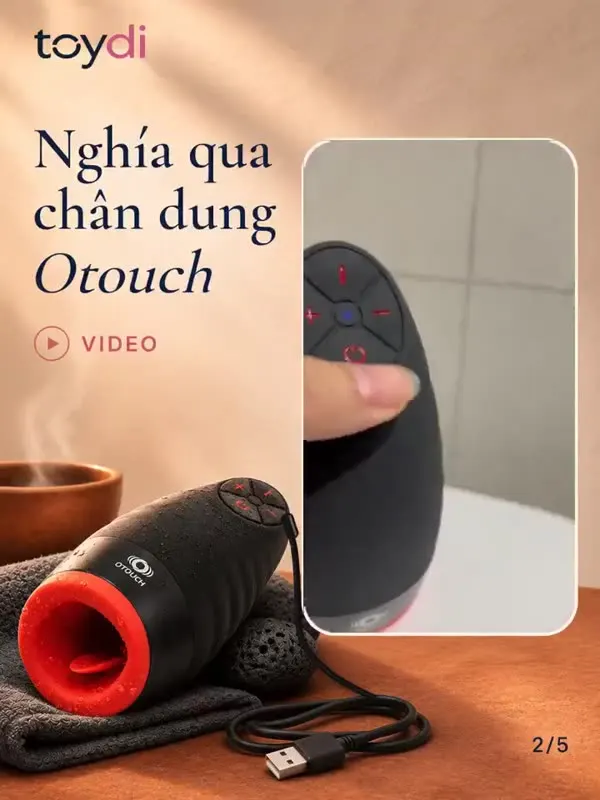 toydi
Nghía qua
chân dung
Otouch
VIDEO
OTOUCH
2/5